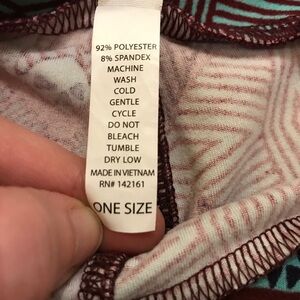 92% POLYESTER
8% SPANDEX
MACHINE
WASH
COLD
GENTLE
CYCLE
DO NOT
BLEACH
TUMBLE
DRY LOW
MADE IN VIETNAM
RN# 142161
ONE SIZE